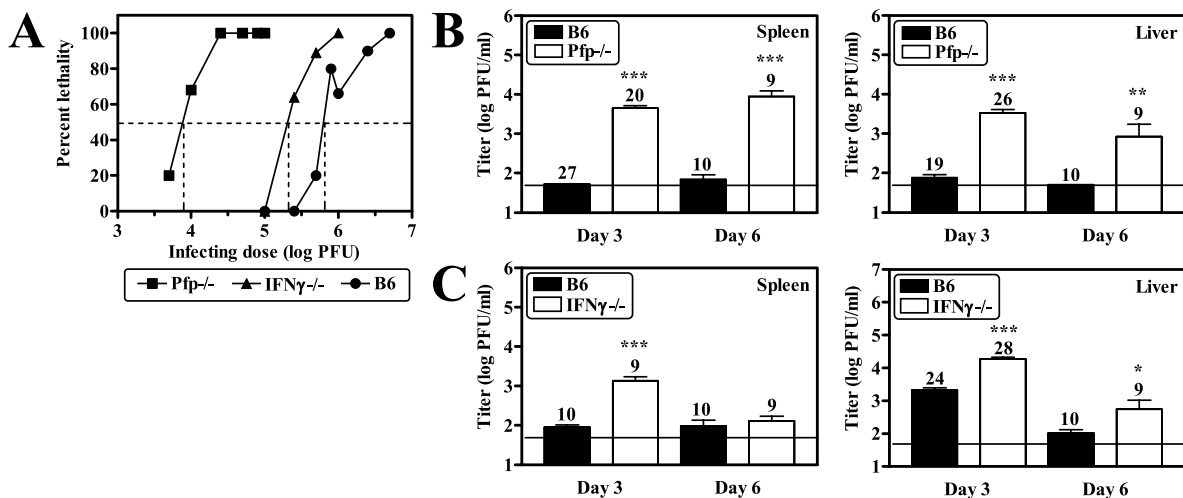 A
Percent lethality
100
80
60
40
20
0
3 4 5 6 7
Infecting dose (log PFU)
Pfp-/- IFNγ-/- B6
B
Titer (log PFU/ml)
6
5
4
3
2
1
B6
Pfp-/-
Spleen
27
***
20
10
***
9
Day 3 Day 6
Titer (log PFU/ml)
6
5
4
3
2
1
B6
Pfp-/-
Liver
19
***
26
10
**
9
Day 3 Day 6
C
Titer (log PFU/ml)
6
5
4
3
2
1
B6
IFNγ-/-
Spleen
10
***
9
10
9
Day 3 Day 6
Titer (log PFU/ml)
7
6
5
4
3
2
1
B6
IFNγ-/-
Liver
24
***
28
10
*
9
Day 3 Day 6